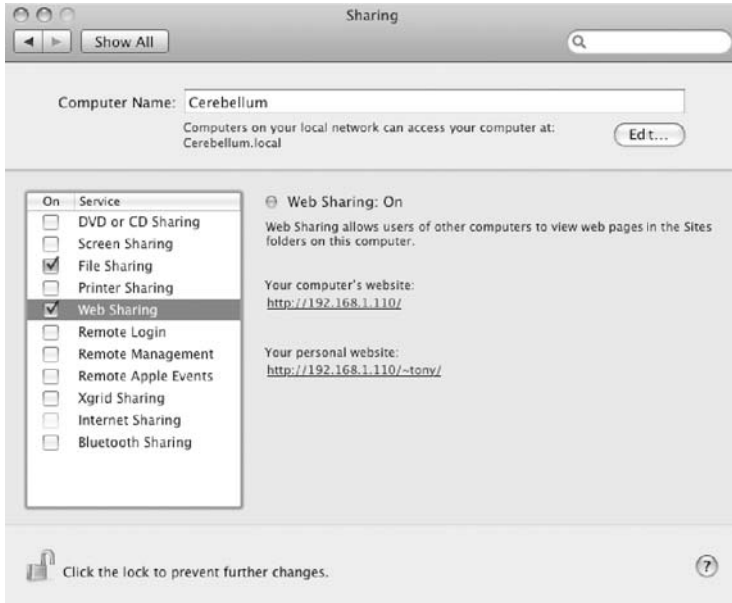 Sharing
Show All
Computer Name: Cerebellum
Computers on your local network can access your computer at:
Cerebellum.local
Edit...
On Service
DVD or CD Sharing
Screen Sharing
File Sharing
Printer Sharing
Web Sharing
Remote Login
Remote Management
Remote Apple Events
Xgrid Sharing
Internet Sharing
Bluetooth Sharing
Web Sharing: On
Web Sharing allows users of other computers to view web pages in the Sites
folders on this computer.
Your computer's website:
http://192.168.1.110/
Your personal website:
http://192.168.1.110/~tony/
Click the lock to prevent further changes.
?